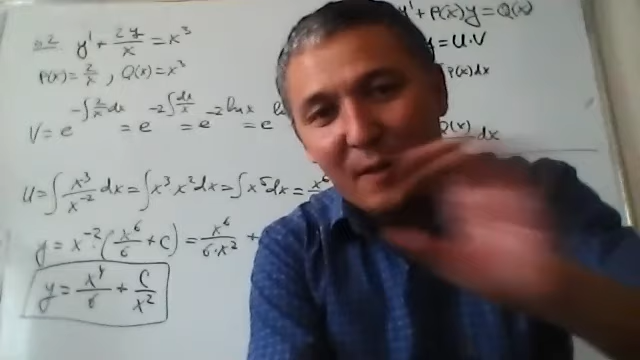 y' + 2y/x = x³
P(x) = 2/x , Q(x) = x³
V = e^(-∫ 2/x dx) = e^(-2∫ dx/x) = e^(-2 ln x) = e
U = ∫ x³/x⁻² dx = ∫ x³ x² dx = ∫ x⁵ dx = x⁶
y = x⁻² · ( x⁶/6 + C ) = x⁶/(6·x²) +
y = x⁴/6 + C/x²
y' + P(x)y = Q(x)
= U·V
P(x)dx
Q(x) dx